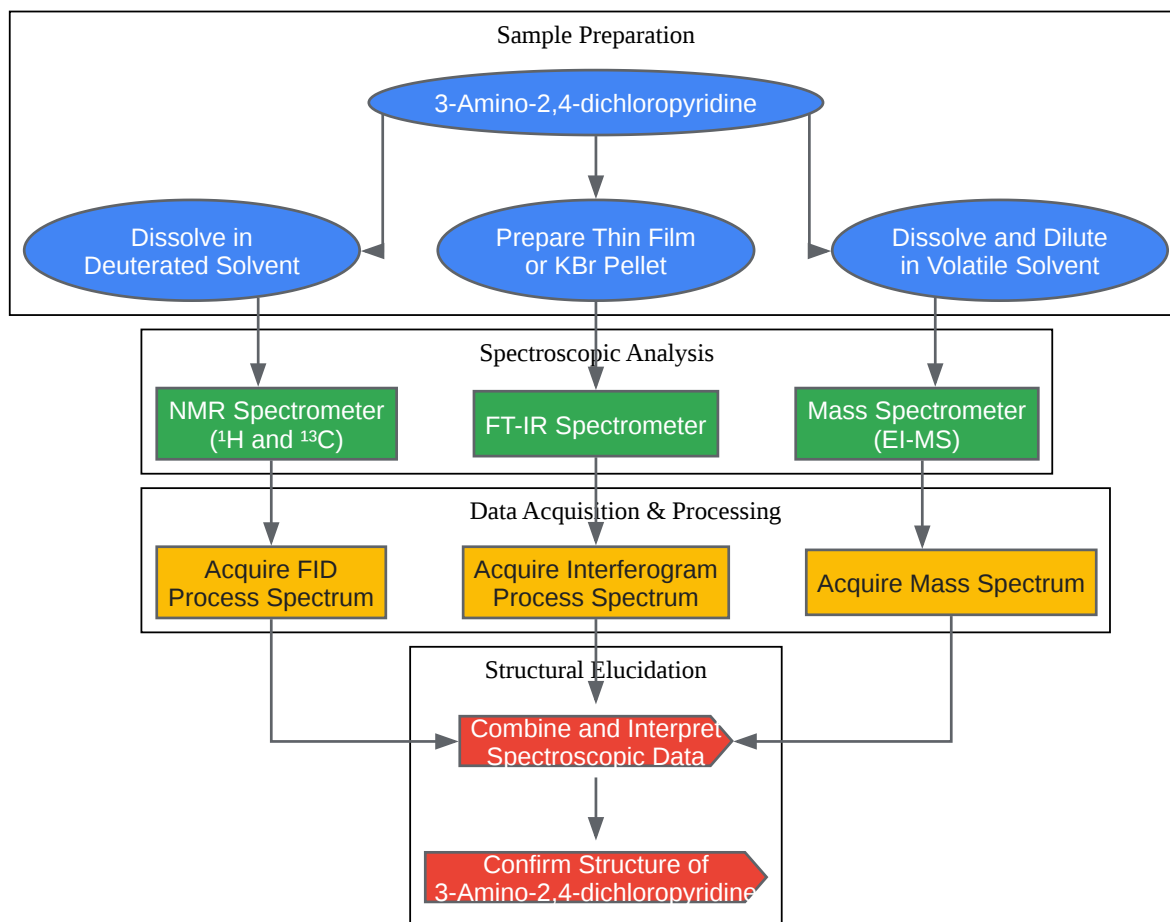 Sample Preparation
3-Amino-2,4-dichloropyridine
Dissolve in
Deuterated Solvent
Prepare Thin Film
or KBr Pellet
Dissolve and Dilute
in Volatile Solvent
Spectroscopic Analysis
NMR Spectrometer
(¹H and ¹³C)
FT-IR Spectrometer
Mass Spectrometer
(EI-MS)
Data Acquisition & Processing
Acquire FID
Process Spectrum
Acquire Interferogram
Process Spectrum
Acquire Mass Spectrum
Structural Elucidation
Combine and Interpret
Spectroscopic Data
Confirm Structure of
3-Amino-2,4-dichloropyridine